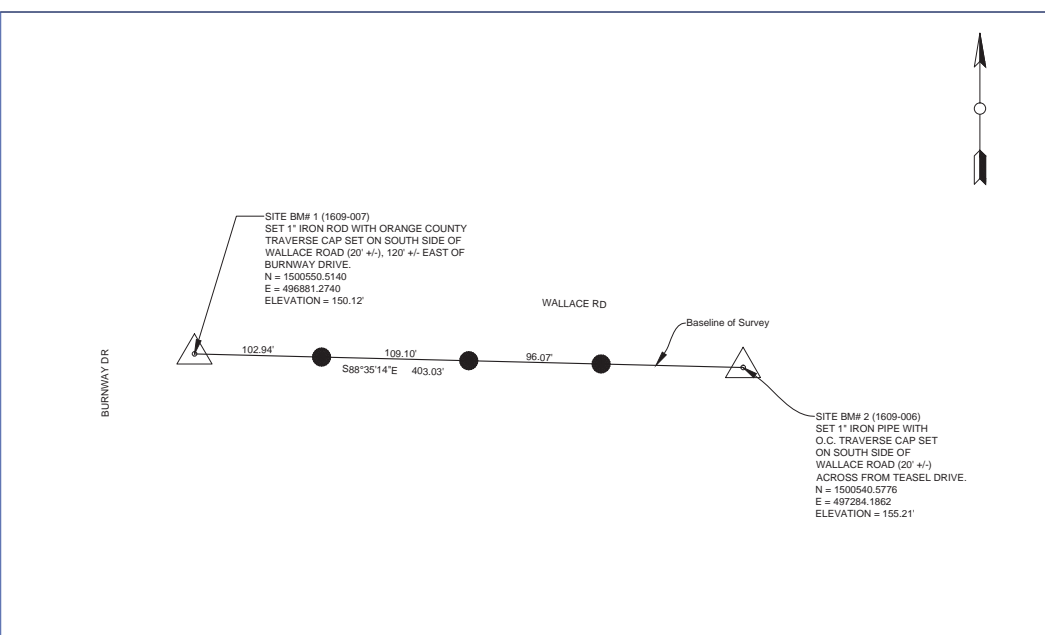 SITE BM# 1 (1609-007)
SET 1" IRON ROD WITH ORANGE COUNTY
TRAVERSE CAP SET ON SOUTH SIDE OF
WALLACE ROAD (20' +/-), 120' +/- EAST OF
BURNWAY DRIVE.
N = 1500550.5140
E = 496881.2740
ELEVATION = 150.12'
WALLACE RD
Baseline of Survey
BURNWAY DR
102.94'
109.10'
96.07'
S88°35'14"E 403.03'
SITE BM# 2 (1609-006)
SET 1" IRON PIPE WITH
O.C. TRAVERSE CAP SET
ON SOUTH SIDE OF
WALLACE ROAD (20' +/-)
ACROSS FROM TEASEL DRIVE.
N = 1500540.5776
E = 497284.1862
ELEVATION = 155.21'